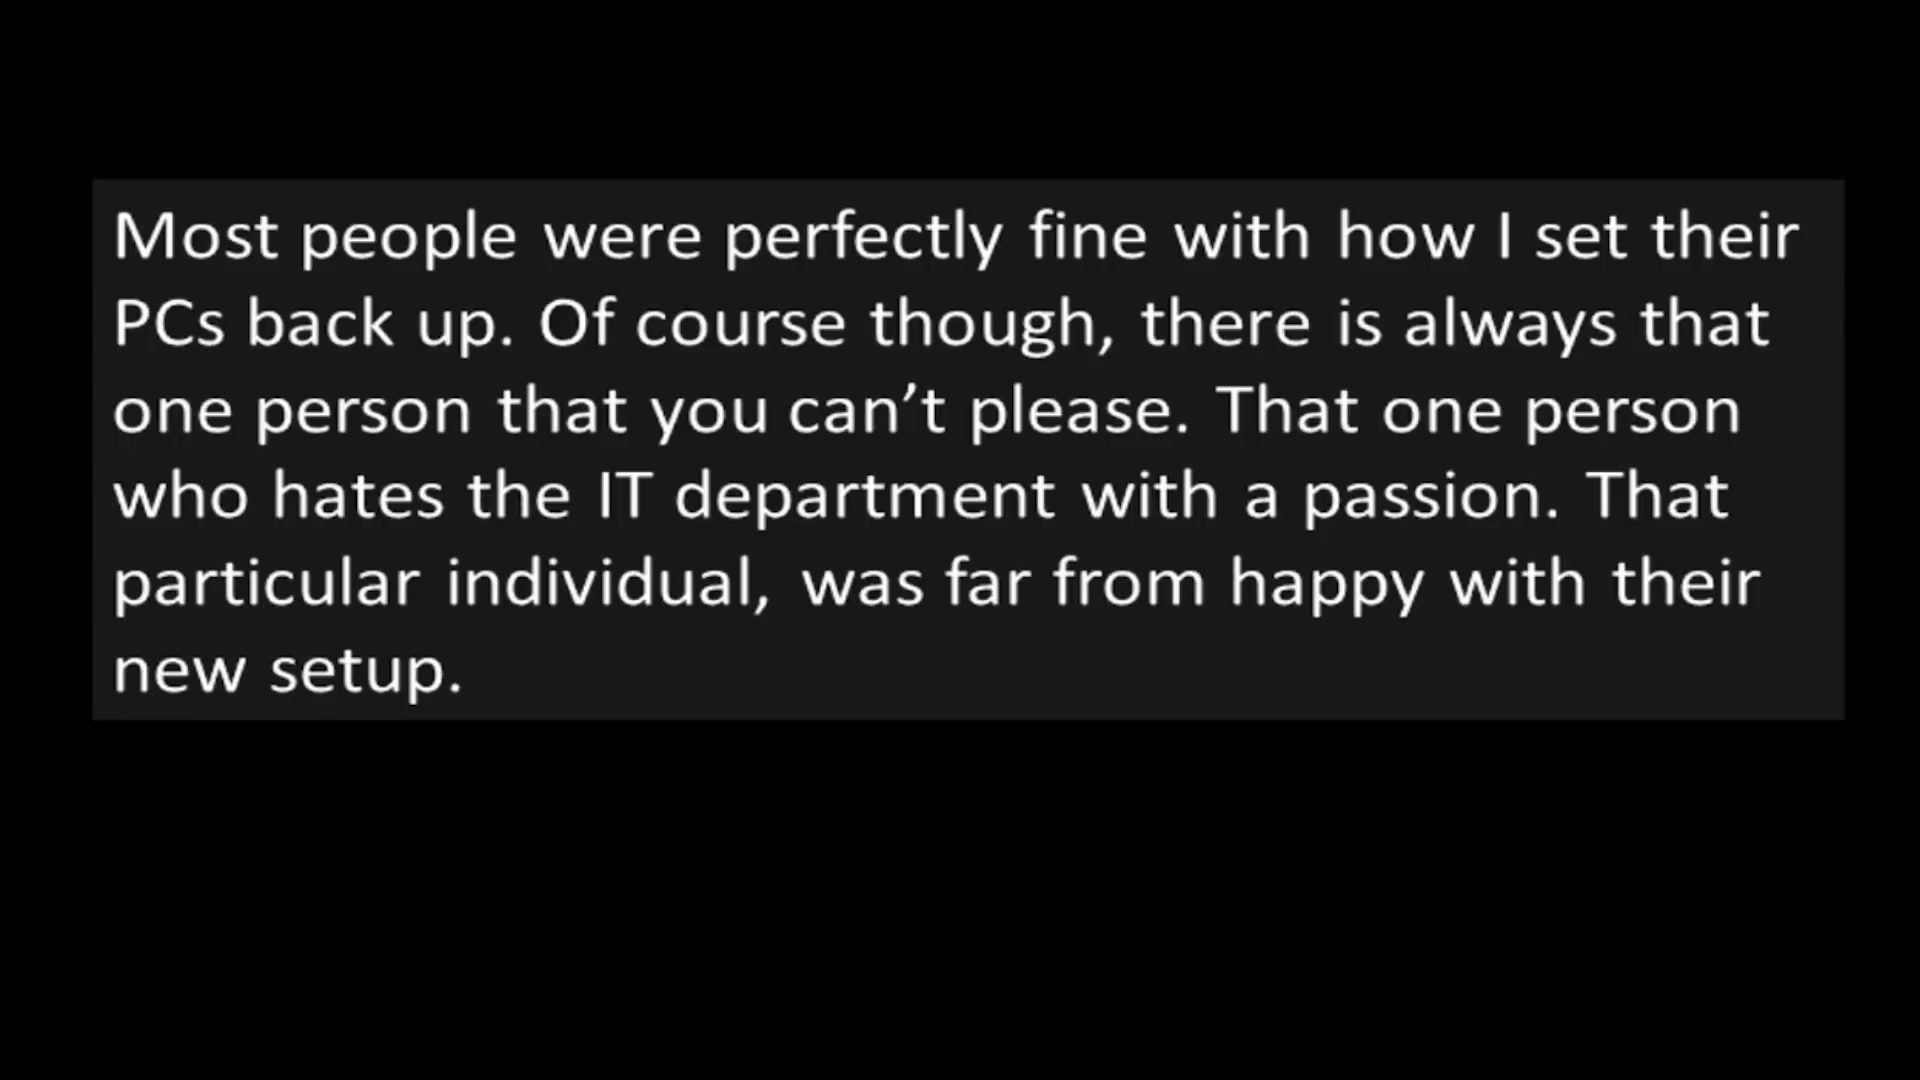 Most people were perfectly fine with how I set their
PCs back up. Of course though, there is always that
one person that you can’t please. That one person
who hates the IT department with a passion. That
particular individual, was far from happy with their
new setup.